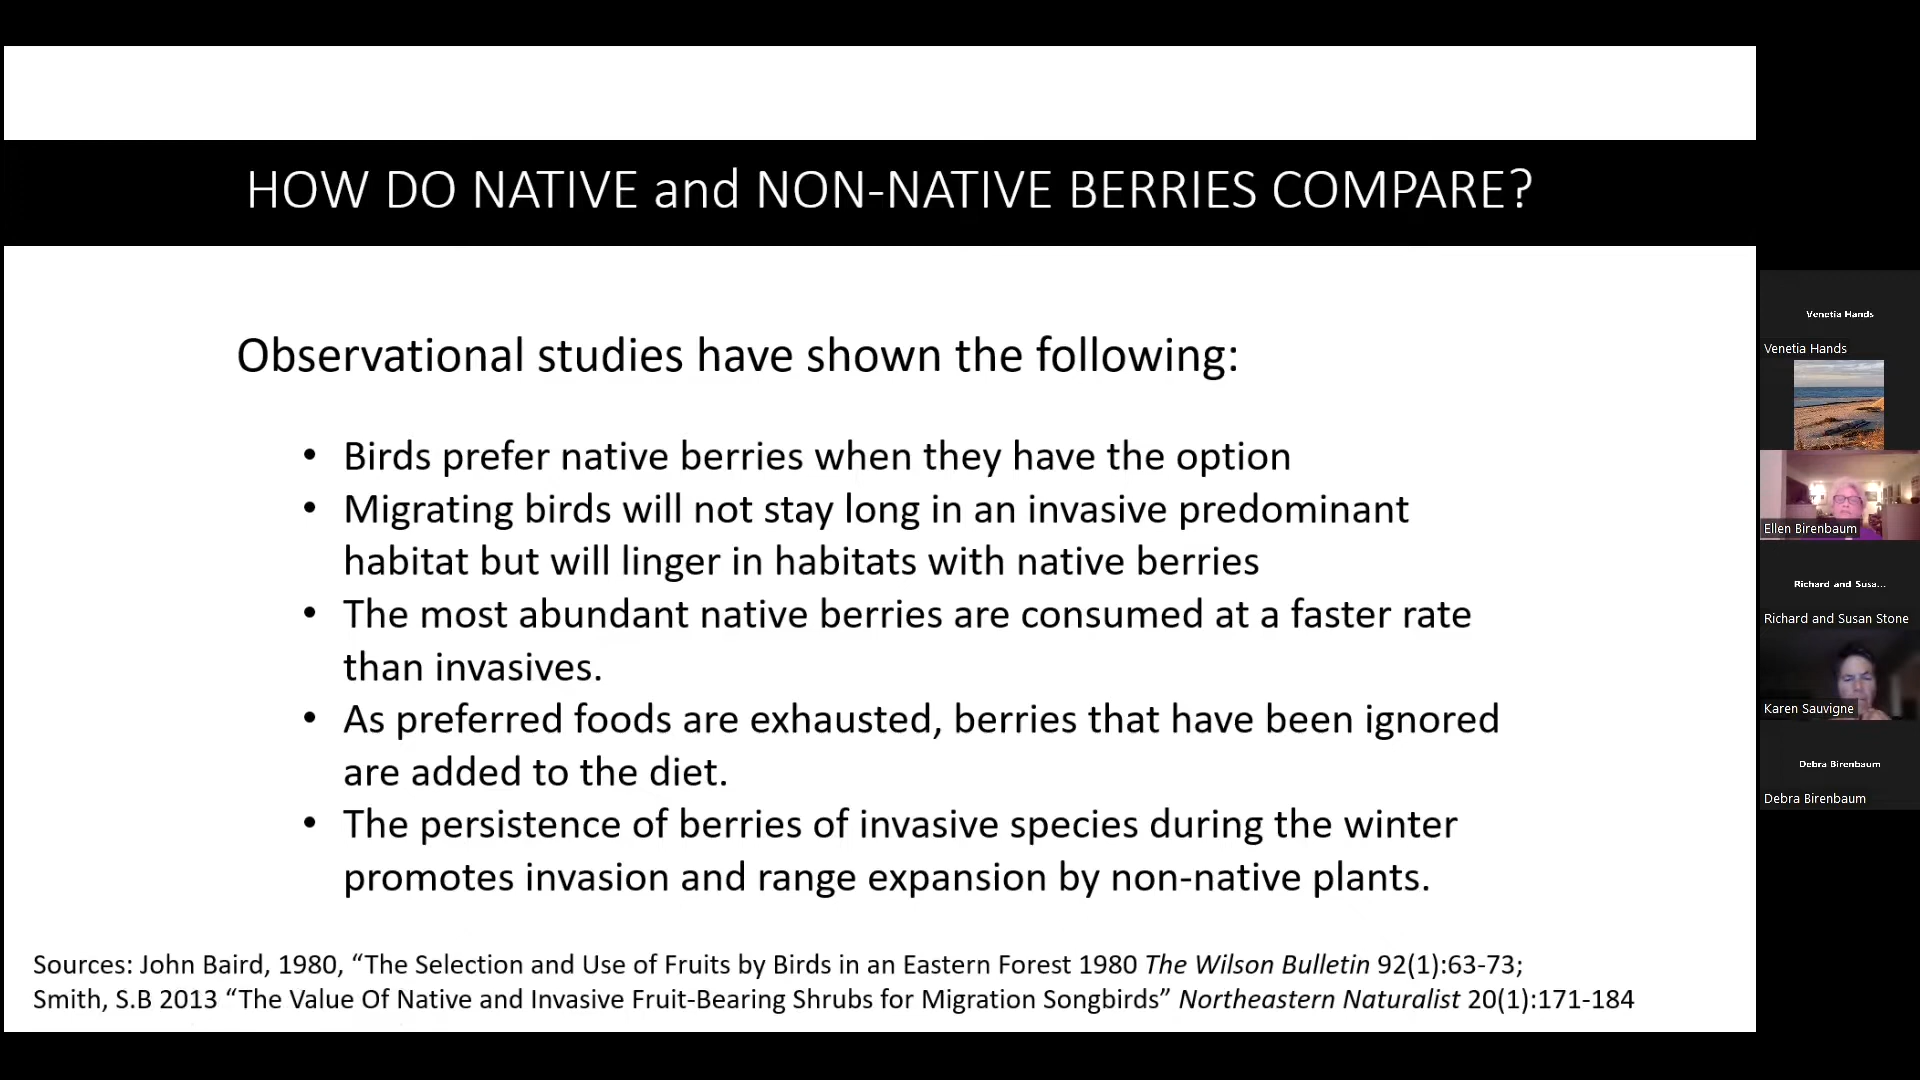 HOW DO NATIVE and NON-NATIVE BERRIES COMPARE?
Observational studies have shown the following:
• Birds prefer native berries when they have the option
• Migrating birds will not stay long in an invasive predominant
habitat but will linger in habitats with native berries
• The most abundant native berries are consumed at a faster rate
than invasives.
• As preferred foods are exhausted, berries that have been ignored
are added to the diet.
• The persistence of berries of invasive species during the winter
promotes invasion and range expansion by non-native plants.
Sources: John Baird, 1980, “The Selection and Use of Fruits by Birds in an Eastern Forest 1980 The Wilson Bulletin 92(1):63-73;
Smith, S.B 2013 “The Value Of Native and Invasive Fruit-Bearing Shrubs for Migration Songbirds” Northeastern Naturalist 20(1):171-184
Venetia Hands
Venetia Hands
Ellen Birenbaum
Richard and Susa...
Richard and Susan Stone
Karen Sauvigne
Debra Birenbaum
Debra Birenbaum